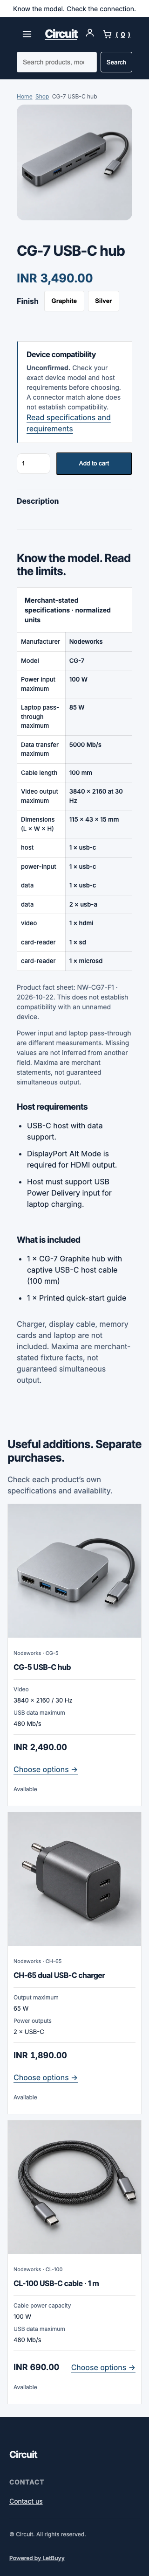 Know the model. Check the connection.
Circuit
( 0 )
Search products, mod
Search
Home Shop CG-7 USB-C hub
CG-7 USB-C hub
INR 3,490.00
Finish Graphite Silver
Device compatibility
Unconfirmed. Check your
exact device model and host
requirements before choosing.
A connector match alone does
not establish compatibility.
Read specifications and
requirements
1
Add to cart
Description
Know the model. Read
the limits.
Merchant-stated
specifications · normalized
units
Manufacturer Nodeworks
Model CG-7
Power input
maximum
100 W
Laptop pass-
through
maximum
85 W
Data transfer
maximum
5000 Mb/s
Cable length 100 mm
Video output
maximum
3840 × 2160 at 30
Hz
Dimensions
(L × W × H)
115 × 43 × 15 mm
host 1 × usb-c
power-input 1 × usb-c
data 1 × usb-c
data 2 × usb-a
video 1 × hdmi
card-reader 1 × sd
card-reader 1 × microsd
Product fact sheet: NW-CG7-F1 ·
2026-10-22. This does not establish
compatibility with an unnamed
device.
Power input and laptop pass-through
are different measurements. Missing
values are not inferred from another
field. Maxima are merchant
statements, not guaranteed
simultaneous output.
Host requirements
• USB-C host with data
support.
• DisplayPort Alt Mode is
required for HDMI output.
• Host must support USB
Power Delivery input for
laptop charging.
What is included
• 1 × CG-7 Graphite hub with
captive USB-C host cable
(100 mm)
• 1 × Printed quick-start guide
Charger, display cable, memory
cards and laptop are not
included. Maxima are merchant-
stated fixture facts, not
guaranteed simultaneous
output.
Useful additions. Separate
purchases.
Check each product's own
specifications and availability.
Nodeworks · CG-5
CG-5 USB-C hub
Video
3840 × 2160 / 30 Hz
USB data maximum
480 Mb/s
INR 2,490.00
Choose options →
Available
Nodeworks · CH-65
CH-65 dual USB-C charger
Output maximum
65 W
Power outputs
2 × USB-C
INR 1,890.00
Choose options →
Available
Nodeworks · CL-100
CL-100 USB-C cable · 1 m
Cable power capacity
100 W
USB data maximum
480 Mb/s
INR 690.00 Choose options →
Available
Circuit
CONTACT
Contact us
© Circuit. All rights reserved.
Powered by LetBuyy